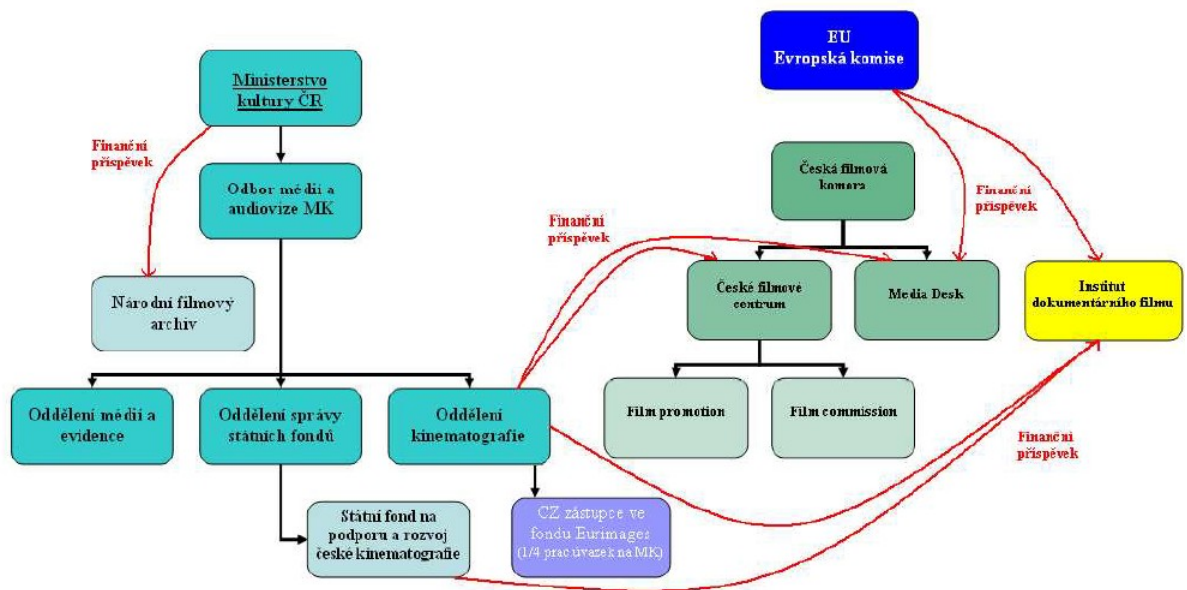 EU
Evropská komise
Ministerstvo
kultury ČR
Finanční
příspěvek
Česká filmová
komora
Odbor médií a
audiovize MK
Finanční
příspěvek
Finanční
příspěvek
Národní filmový
archiv
České filmové
centrum
Media Desk
Institut
dokumentárního filmu
Oddělení médií a
evidence
Oddělení správy
státních fondů
Oddělení
kinematografie
Film promotion
Film commission
Finanční
příspěvek
Státní fond na
podporu a rozvoj
české kinematografie
CZ zástupce ve
fondu Eurimages
(1/4 prac úvazek na MK)